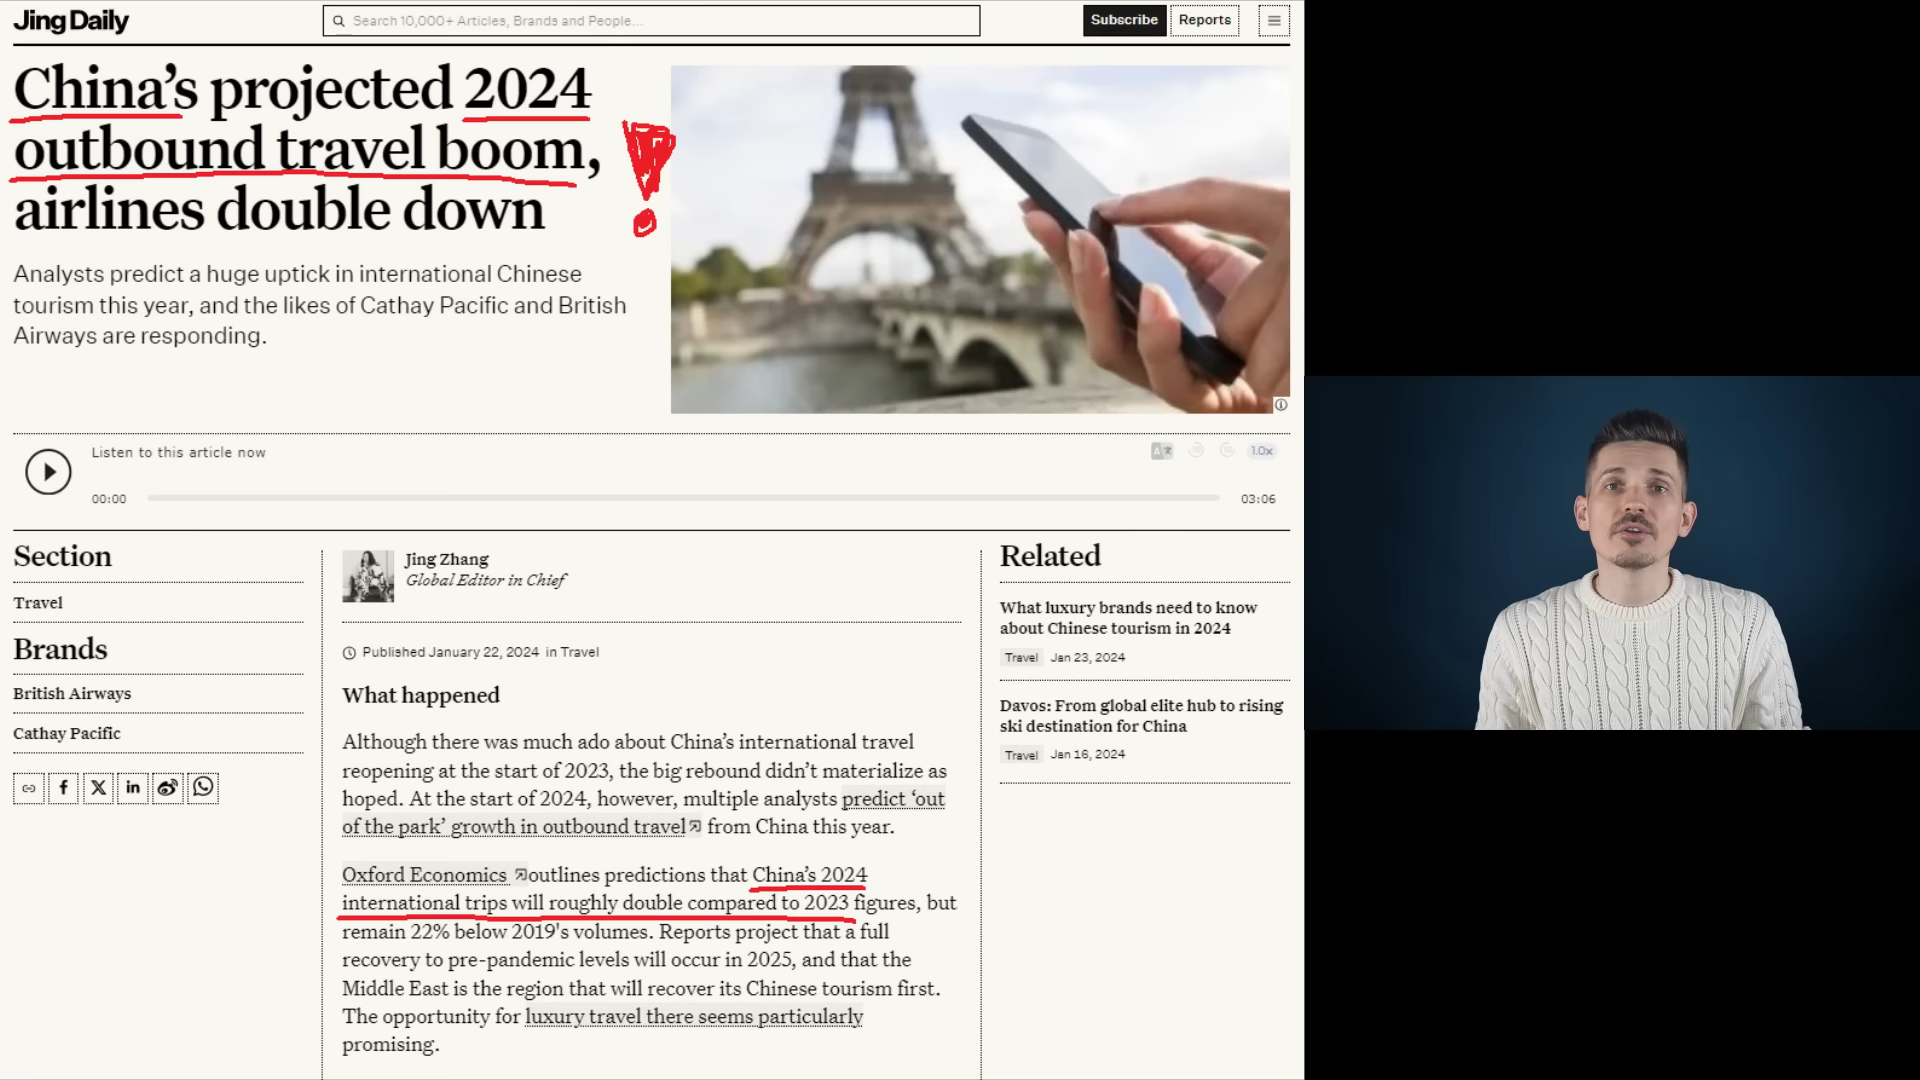 Jing Daily
Search 10,000+ Articles, Brands and People...
Subscribe
Reports
China’s projected 2024
outbound travel boom,
airlines double down
Analysts predict a huge uptick in international Chinese
tourism this year, and the likes of Cathay Pacific and British
Airways are responding.
Listen to this article now
1.0x
00:00
03:06
Section
Travel
Brands
British Airways
Cathay Pacific
Jing Zhang
Global Editor in Chief
Published January 22, 2024 in Travel
What happened
Although there was much ado about China’s international travel
reopening at the start of 2023, the big rebound didn’t materialize as
hoped. At the start of 2024, however, multiple analysts predict ‘out
of the park’ growth in outbound travel from China this year.
Oxford Economics outlines predictions that China’s 2024
international trips will roughly double compared to 2023 figures, but
remain 22% below 2019's volumes. Reports project that a full
recovery to pre-pandemic levels will occur in 2025, and that the
Middle East is the region that will recover its Chinese tourism first.
The opportunity for luxury travel there seems particularly
promising.
Related
What luxury brands need to know
about Chinese tourism in 2024
Travel Jan 23, 2024
Davos: From global elite hub to rising
ski destination for China
Travel Jan 16, 2024